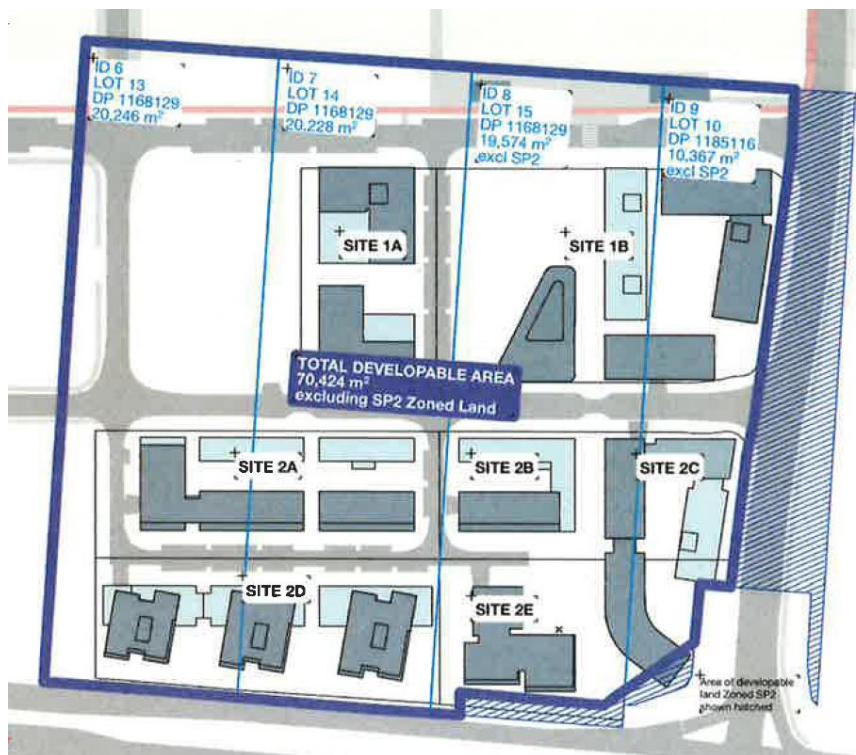 ID 6
LOT 13
DP 1168129
20,246 m²
ID 7
LOT 14
DP 1168129
20,228 m²
ID 8
LOT 15
DP 1168129
19,574 m²
excl SP2
ID 9
LOT 10
DP 1185116
10,367 m²
excl SP2
SITE 1A
SITE 1B
TOTAL DEVELOPABLE AREA
70,424 m²
excluding SP2 Zoned Land
SITE 2A
SITE 2B
SITE 2C
SITE 2D
SITE 2E
Area of developable
land Zoned SP2
shown hatched